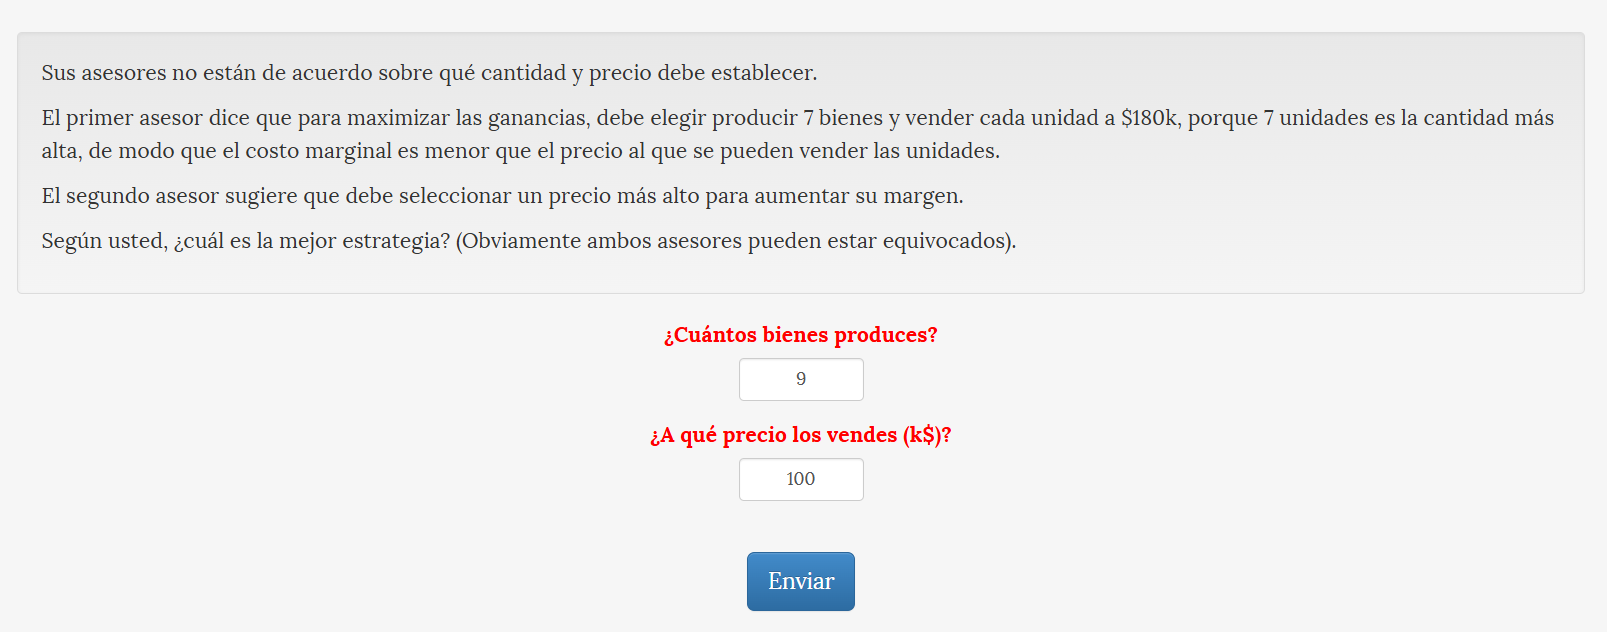 Sus asesores no están de acuerdo sobre qué cantidad y precio debe establecer.
El primer asesor dice que para maximizar las ganancias, debe elegir producir 7 bienes y vender cada unidad a $180k, porque 7 unidades es la cantidad más
alta, de modo que el costo marginal es menor que el precio al que se pueden vender las unidades.
El segundo asesor sugiere que debe seleccionar un precio más alto para aumentar su margen.
Según usted, ¿cuál es la mejor estrategia? (Obviamente ambos asesores pueden estar equivocados).
¿Cuántos bienes produces?
9
¿A qué precio los vendes (k$)?
100
Enviar